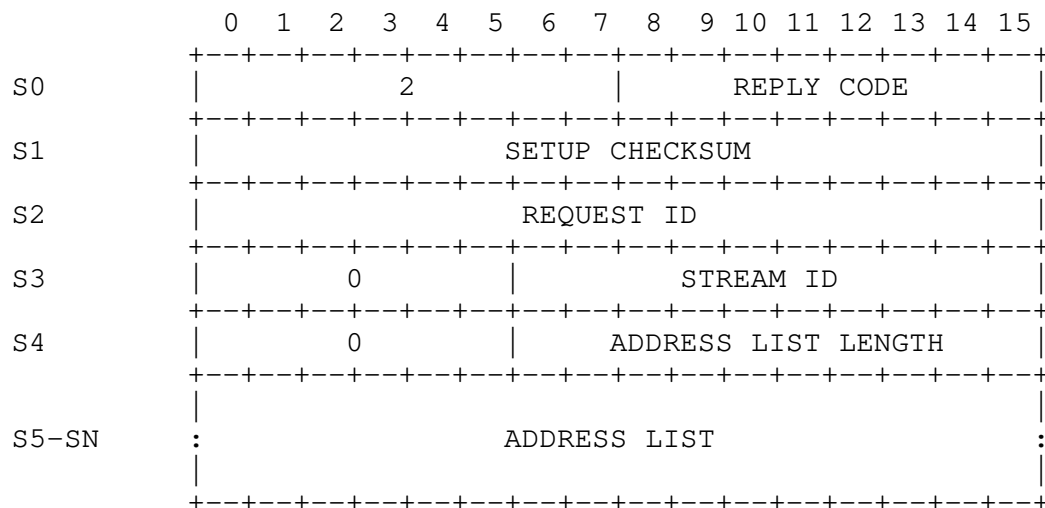 0  1  2  3  4  5  6  7  8  9 10 11 12 13 14 15
              +--+--+--+--+--+--+--+--+--+--+--+--+--+--+--+--+
S0            |           2           |      REPLY CODE       |
              +--+--+--+--+--+--+--+--+--+--+--+--+--+--+--+--+
S1            |                SETUP CHECKSUM                 |
              +--+--+--+--+--+--+--+--+--+--+--+--+--+--+--+--+
S2            |                  REQUEST ID                   |
              +--+--+--+--+--+--+--+--+--+--+--+--+--+--+--+--+
S3            |        0        |         STREAM ID           |
              +--+--+--+--+--+--+--+--+--+--+--+--+--+--+--+--+
S4            |        0        |     ADDRESS LIST LENGTH     |
              +--+--+--+--+--+--+--+--+--+--+--+--+--+--+--+--+
              |                                               |
S5-SN         :                 ADDRESS LIST                  :
              |                                               |
              +--+--+--+--+--+--+--+--+--+--+--+--+--+--+--+--+